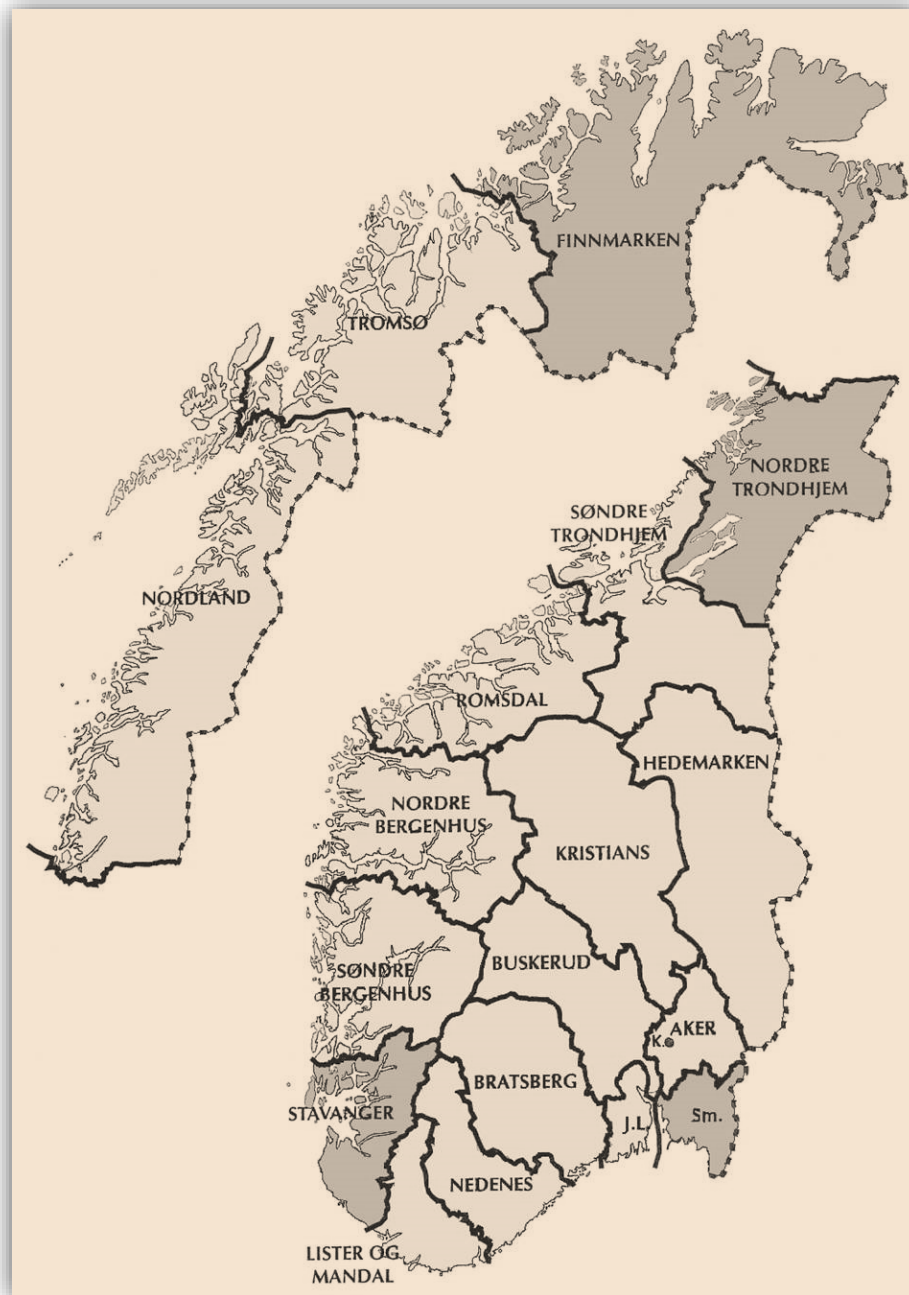 FINNMARKEN
TROMSØ
NORDRE
TRONDHJEM
SØNDRE
TRONDHJEM
NORDLAND
ROMSDAL
HEDEMARKEN
NORDRE
BERGENHUS
KRISTIANS
BUSKERUD
SØNDRE
BERGENHUS
K.
AKER
BRATSBERG
STAVANGER
J.L.
Sm.
NEDENES
LISTER OG
MANDAL